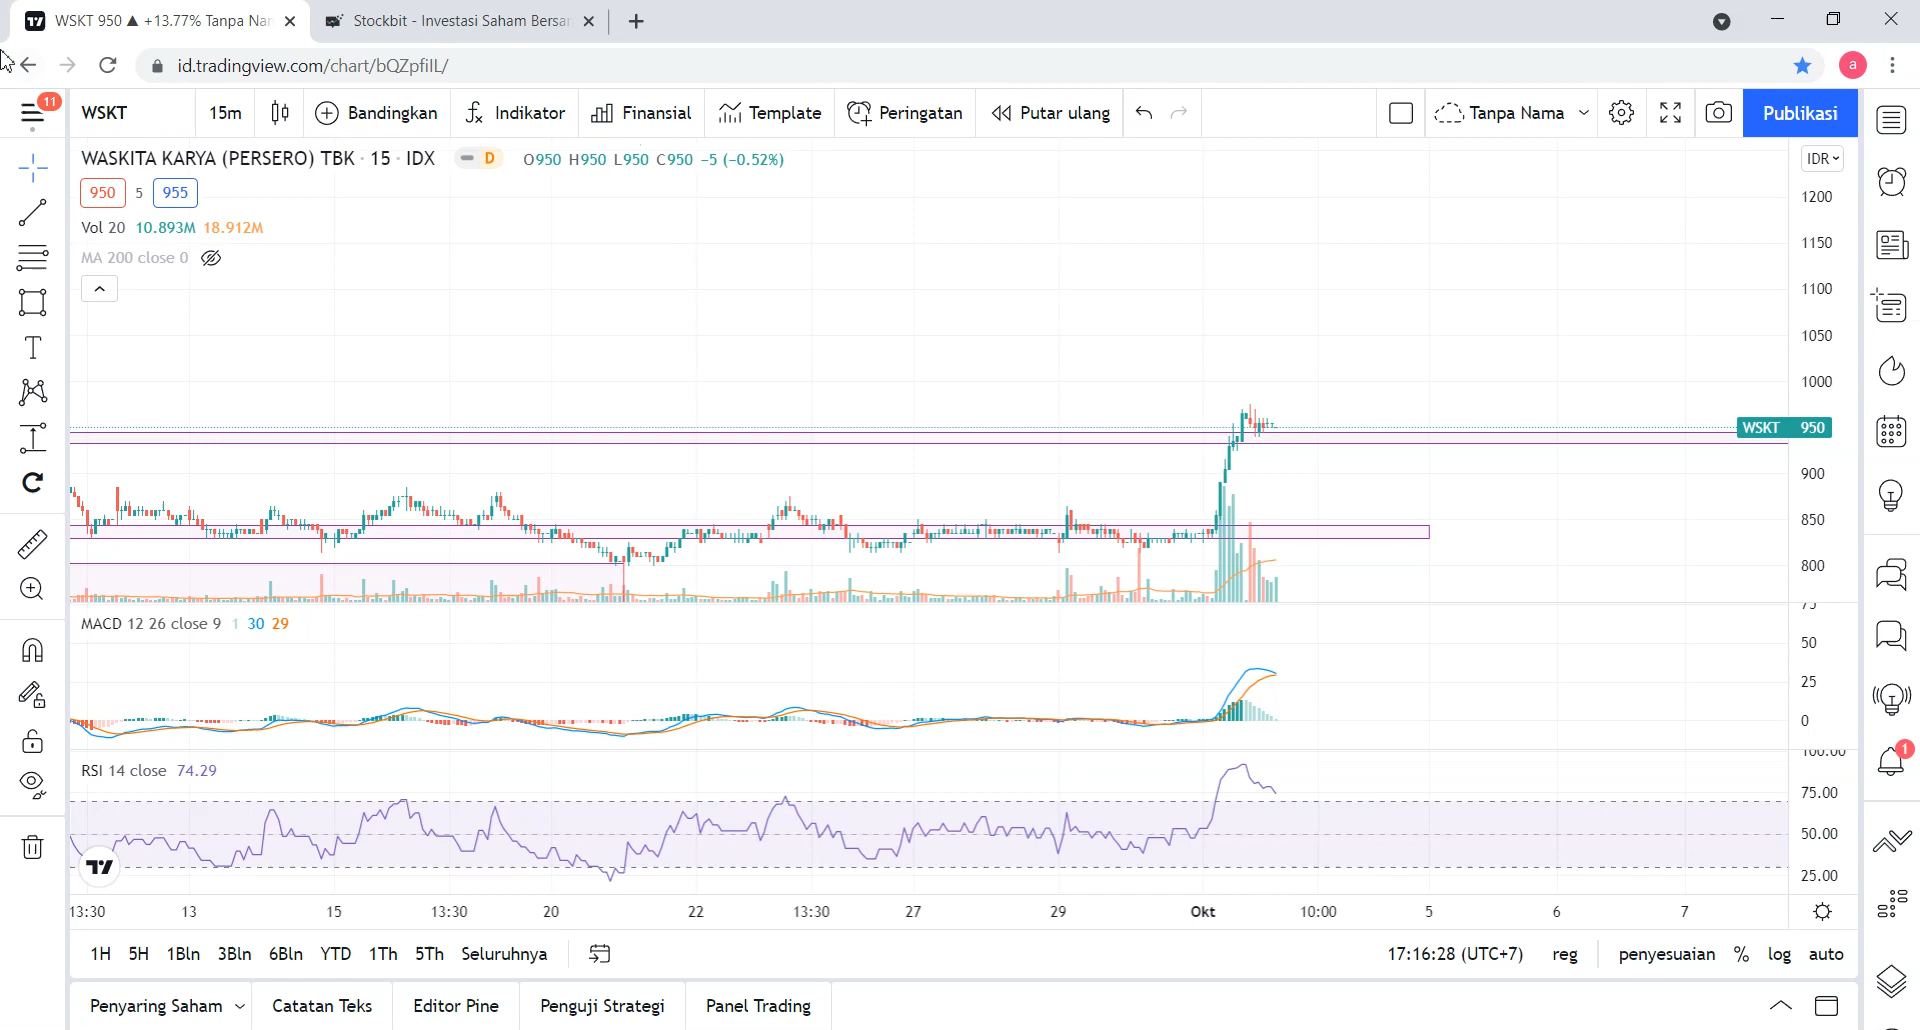 WSKT 950 ▲ +13.77% Tanpa Nar
Stockbit - Investasi Saham Bersar
id.tradingview.com/chart/bQZpfilL/
a
11
WSKT 15m Bandingkan Indikator Finansial Template Peringatan Putar ulang Tanpa Nama Publikasi
WASKITA KARYA (PERSERO) TBK · 15 · IDX D O950 H950 L950 C950 -5 (-0.52%)
IDR
950 5 955
Vol 20 10.893M 18.912M
MA 200 close 0
1200
1150
1100
1050
1000
WSKT 950
900
850
800
MACD 12 26 close 9 1 30 29
75
50
25
0
RSI 14 close 74.29
100.00
75.00
50.00
25.00
1
13:30 13 15 13:30 20 22 13:30 27 29 Okt 10:00 5 6 7
1H 5H 1Bln 3Bln 6Bln YTD 1Th 5Th Seluruhnya 17:16:28 (UTC+7) reg penyesuaian % log auto
Penyaring Saham Catatan Teks Editor Pine Penguji Strategi Panel Trading